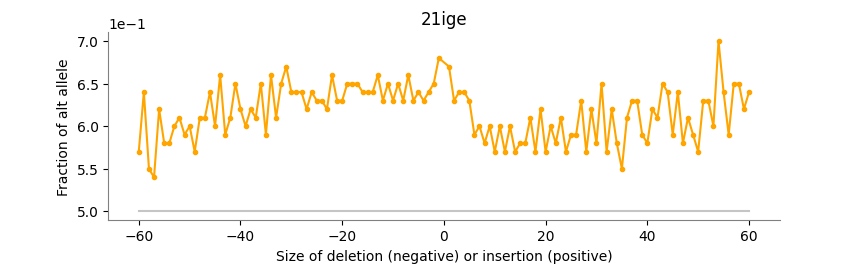 21ige
1e−1
7.0
6.5
6.0
5.5
5.0
Fraction of alt allele
−60 −40 −20 0 20 40 60
Size of deletion (negative) or insertion (positive)